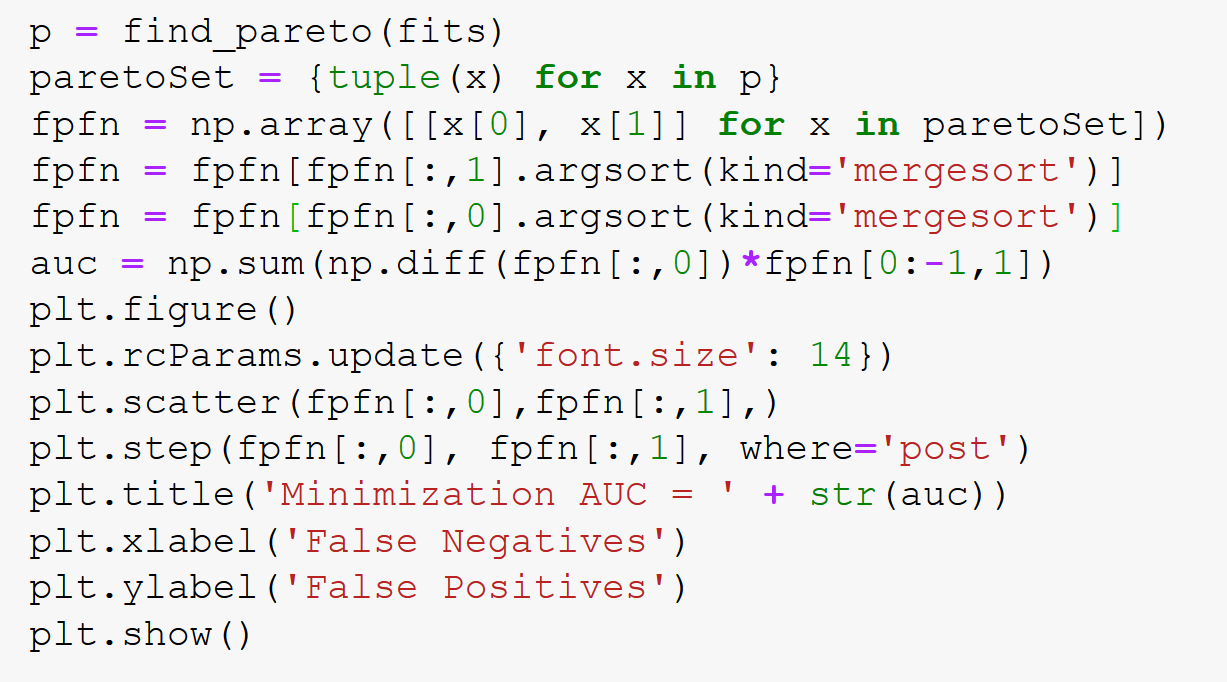 p = find_pareto(fits)
paretoSet = {tuple(x) for x in p}
fpfn = np.array([[x[0], x[1]] for x in paretoSet])
fpfn = fpfn[fpfn[:,1].argsort(kind='mergesort')]
fpfn = fpfn[fpfn[:,0].argsort(kind='mergesort')]
auc = np.sum(np.diff(fpfn[:,0])*fpfn[0:-1,1])
plt.figure()
plt.rcParams.update({'font.size': 14})
plt.scatter(fpfn[:,0],fpfn[:,1],)
plt.step(fpfn[:,0], fpfn[:,1], where='post')
plt.title('Minimization AUC = ' + str(auc))
plt.xlabel('False Negatives')
plt.ylabel('False Positives')
plt.show()